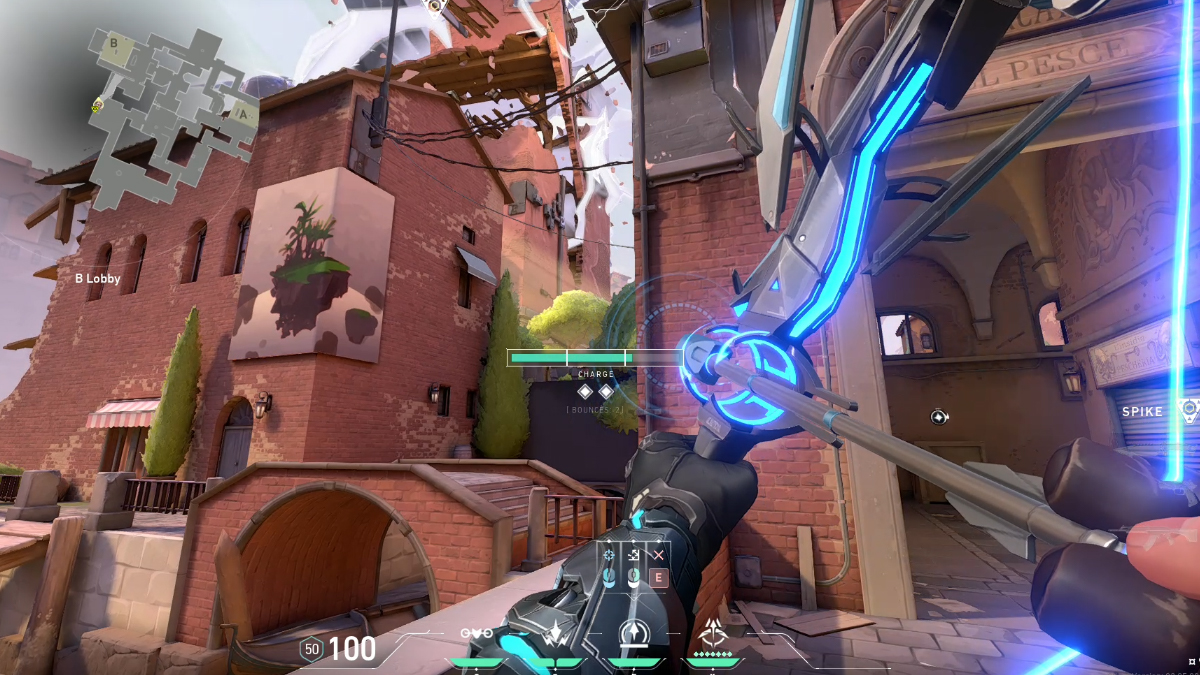 B
A
L PESCE
B Lobby
CHARGE
[ BOUNCES 2 ]
SPIKE
E
50 100